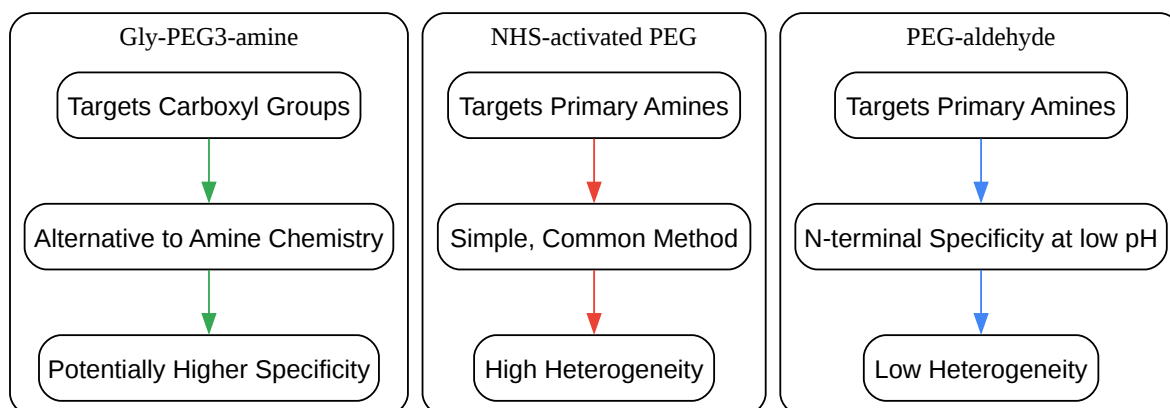 Gly-PEG3-amine
Targets Carboxyl Groups
Alternative to Amine Chemistry
Potentially Higher Specificity
NHS-activated PEG
Targets Primary Amines
Simple, Common Method
High Heterogeneity
PEG-aldehyde
Targets Primary Amines
N-terminal Specificity at low pH
Low Heterogeneity